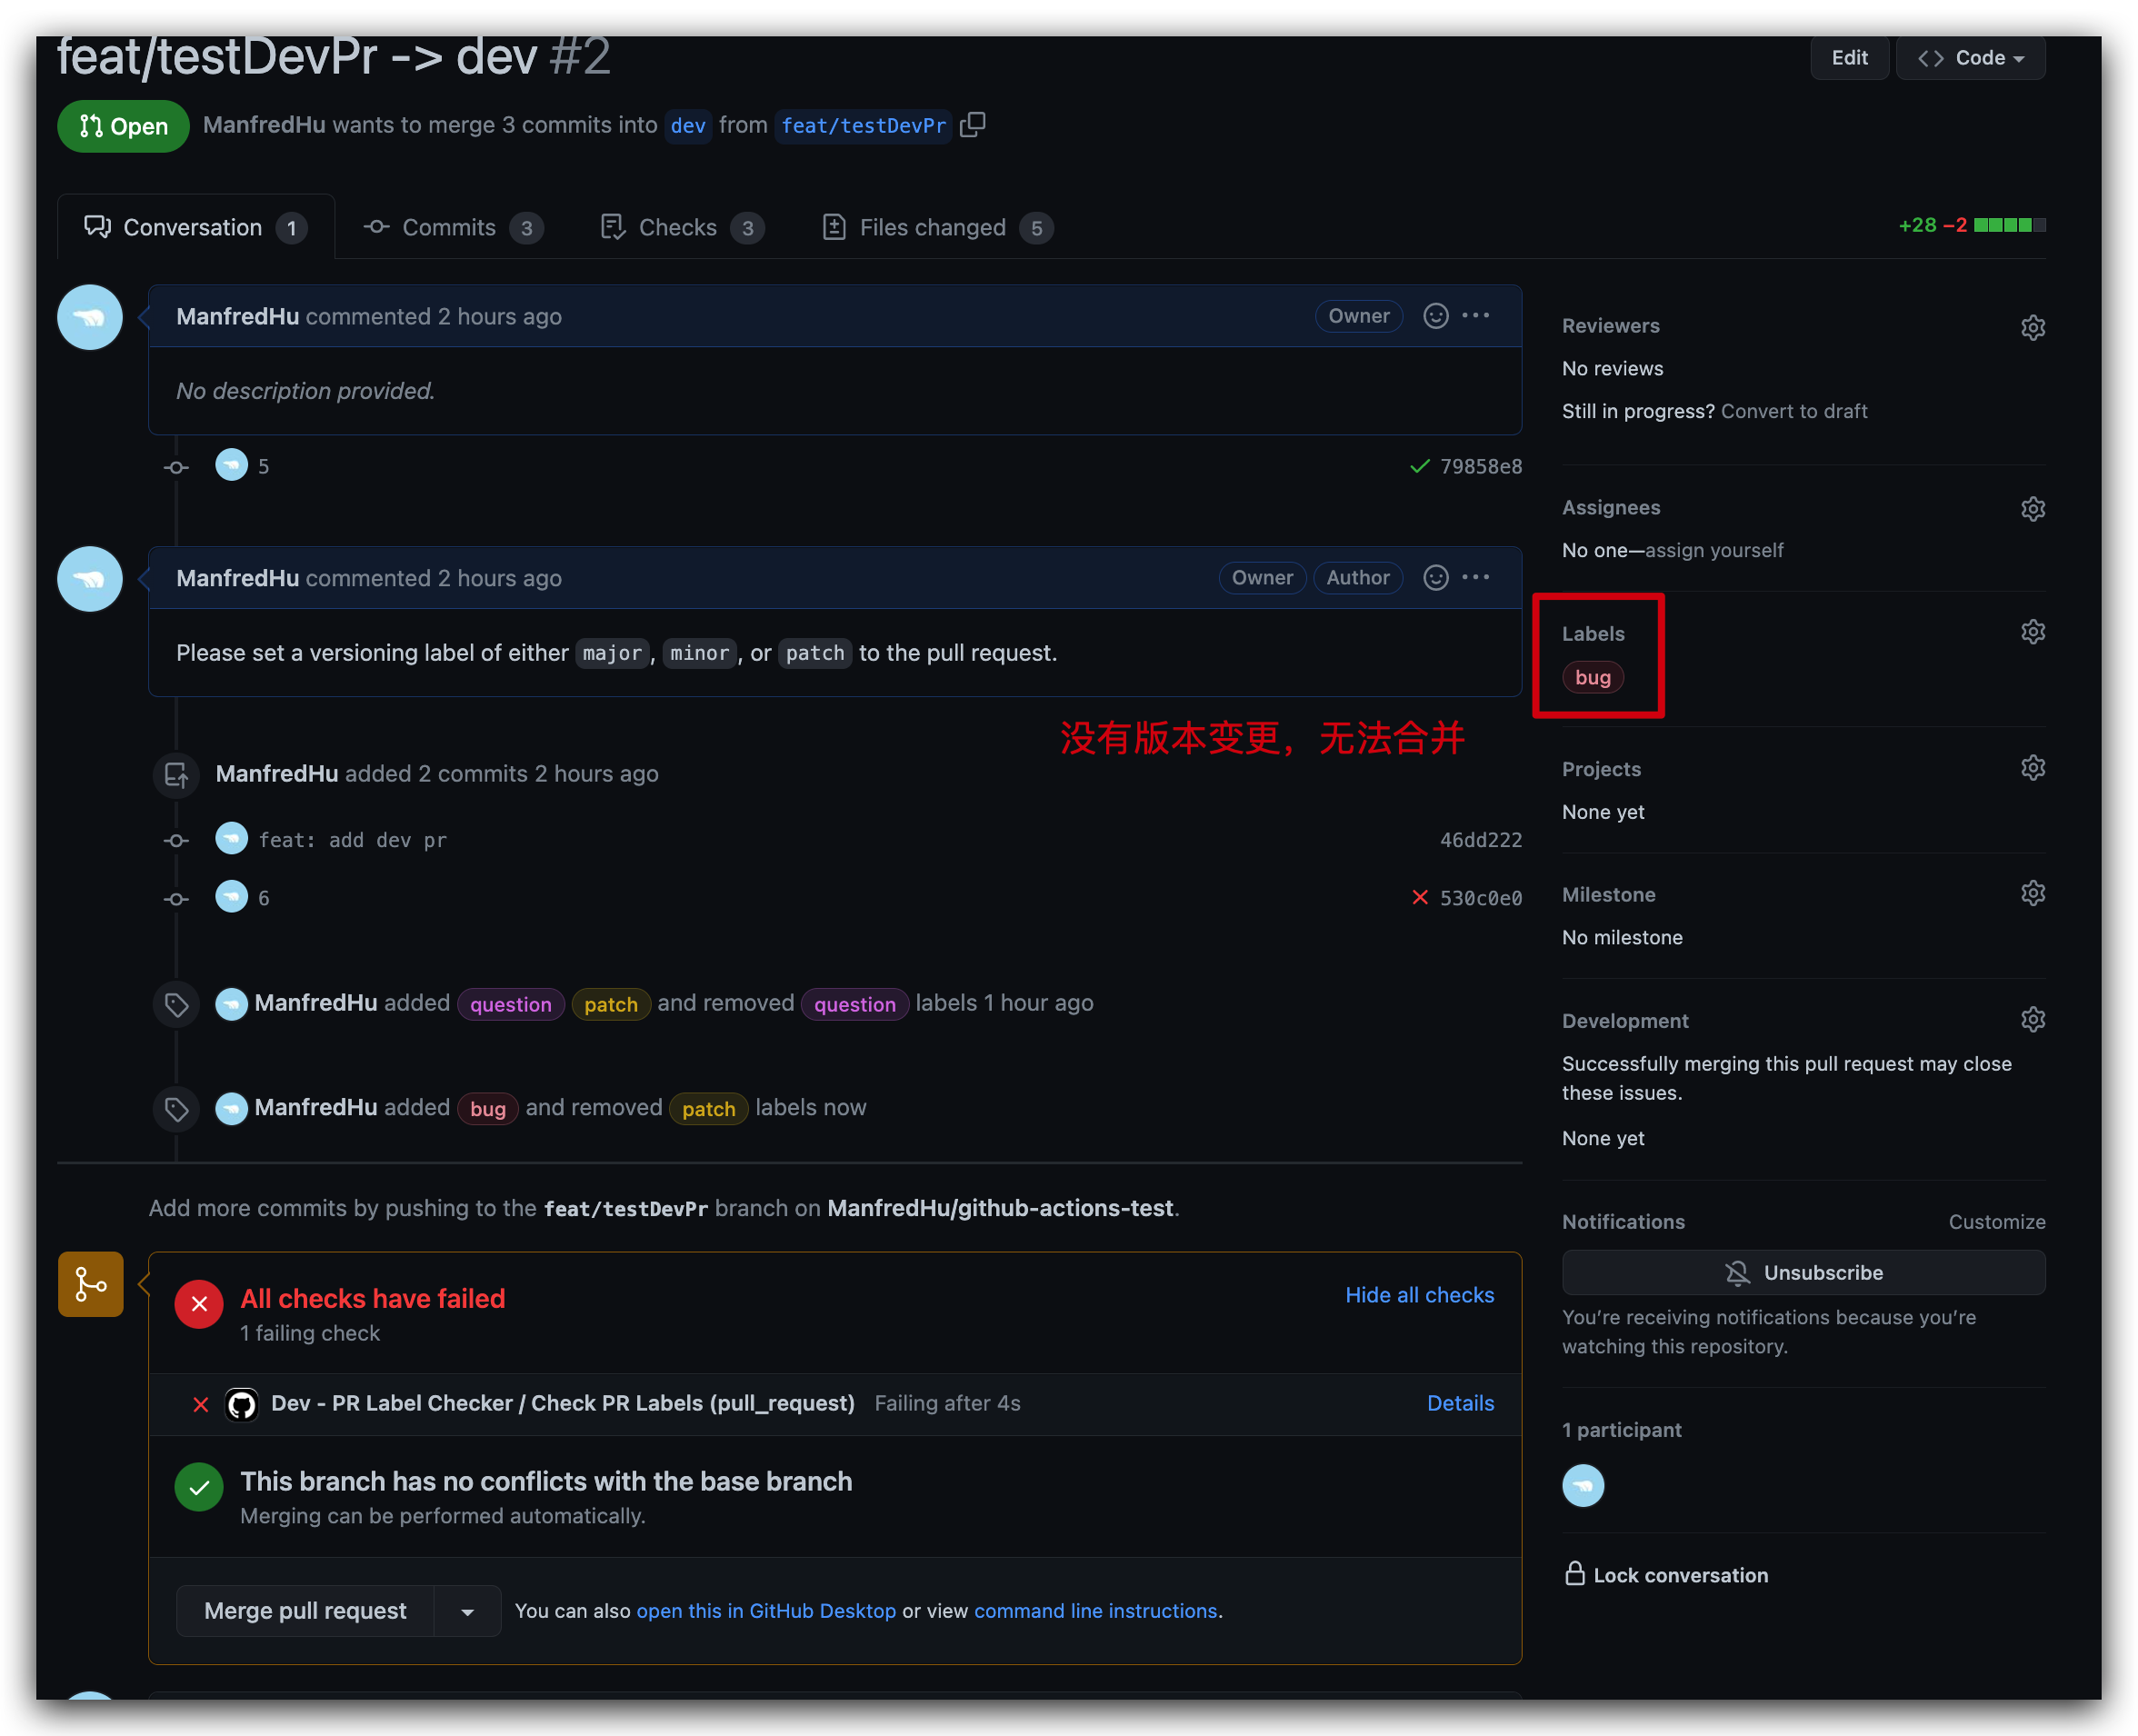 feat/testDevPr -> dev #2
Edit
Code
Open
ManfredHu wants to merge 3 commits into dev from feat/testDevPr
Conversation 1
Commits 3
Checks 3
Files changed 5
+28 −2
ManfredHu commented 2 hours ago
Owner
No description provided.
5
79858e8
ManfredHu commented 2 hours ago
Owner
Author
Please set a versioning label of either major, minor, or patch to the pull request.
没有版本变更，无法合并
ManfredHu added 2 commits 2 hours ago
feat: add dev pr
46dd222
6
530c0e0
ManfredHu added question patch and removed question labels 1 hour ago
ManfredHu added bug and removed patch labels now
Add more commits by pushing to the feat/testDevPr branch on ManfredHu/github-actions-test.
All checks have failed
Hide all checks
1 failing check
Dev - PR Label Checker / Check PR Labels (pull_request) Failing after 4s
Details
This branch has no conflicts with the base branch
Merging can be performed automatically.
Merge pull request
You can also open this in GitHub Desktop or view command line instructions.
Reviewers
No reviews
Still in progress? Convert to draft
Assignees
No one—assign yourself
Labels
bug
Projects
None yet
Milestone
No milestone
Development
Successfully merging this pull request may close
these issues.
None yet
Notifications
Customize
Unsubscribe
You’re receiving notifications because you’re
watching this repository.
1 participant
Lock conversation